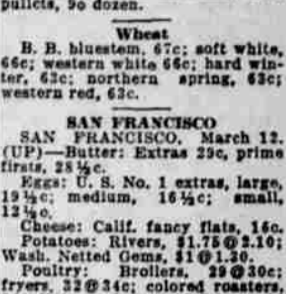 pullets, 90 dozen.
Wheat
B. B. bluestem, 67c; soft white,
66c; western white 66c; hard win-
ter, 63c; northern spring, 63c;
western red, 63c.
SAN FRANCISCO
SAN FRANCISCO, March 12.
(UP)—Butter: Extras 29c, prime
firsts, 28½c.
Eggs: U. S. No. 1 extras, large,
19½c; medium, 16½c; small,
12½c.
Cheese: Calif. fancy flats, 16c.
Potatoes: Rivers, $1.75@2.10;
Wash. Netted Gems, $1@1.30.
Poultry: Broilers, 29@30c;
fryers, 32@34c; colored roasters,